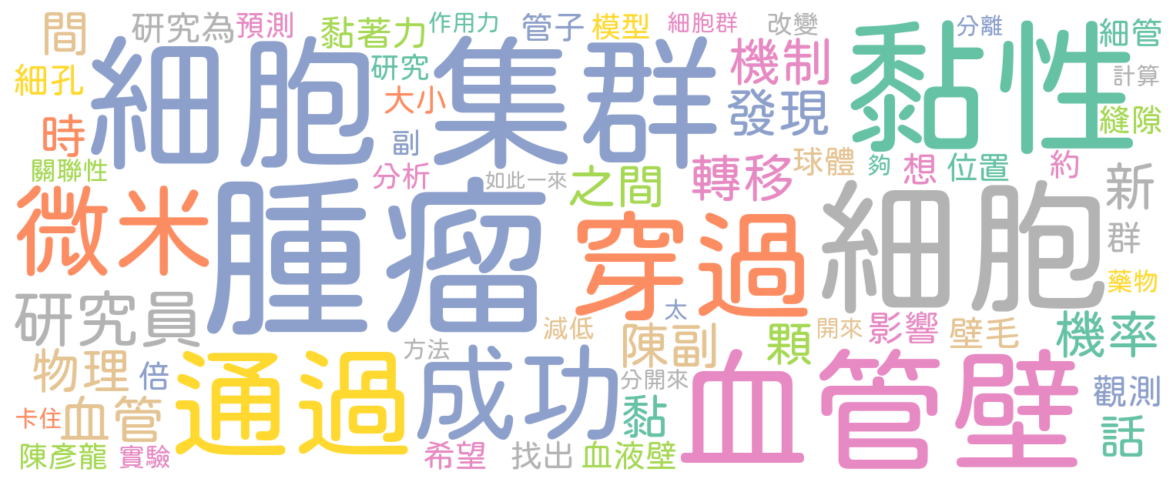 間 研究為 預測 黏著力 作用力 管子 模型 細胞群 改變 分離 細管
細孔 細胞 集群 研究 大小 機制 黏性 計算
時 副 發現 縫隙
關聯性 分析 如此一來 之間 轉移 球體 夠 想 位置 約 新
微米 腫瘤 穿過 細胞 群
研究員 太 藥物
減低 陳副 顆 開來 影響 壁毛 機率
物理 倍 通過 方法 成功 分開來 血管壁 觀測
卡住 血管 黏 話
陳彥龍 實驗 希望 找出 血液壁